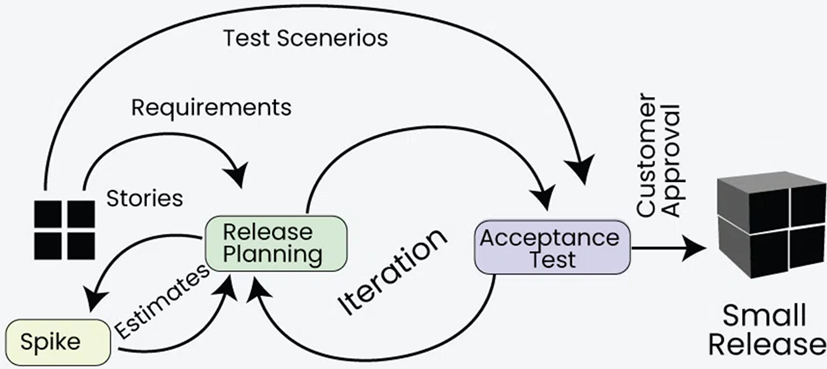 Test Scenerios
Requirements
Stories
Release
Planning
Estimates
Spike
Iteration
Acceptance
Test
Customer
Approval
Small
Release